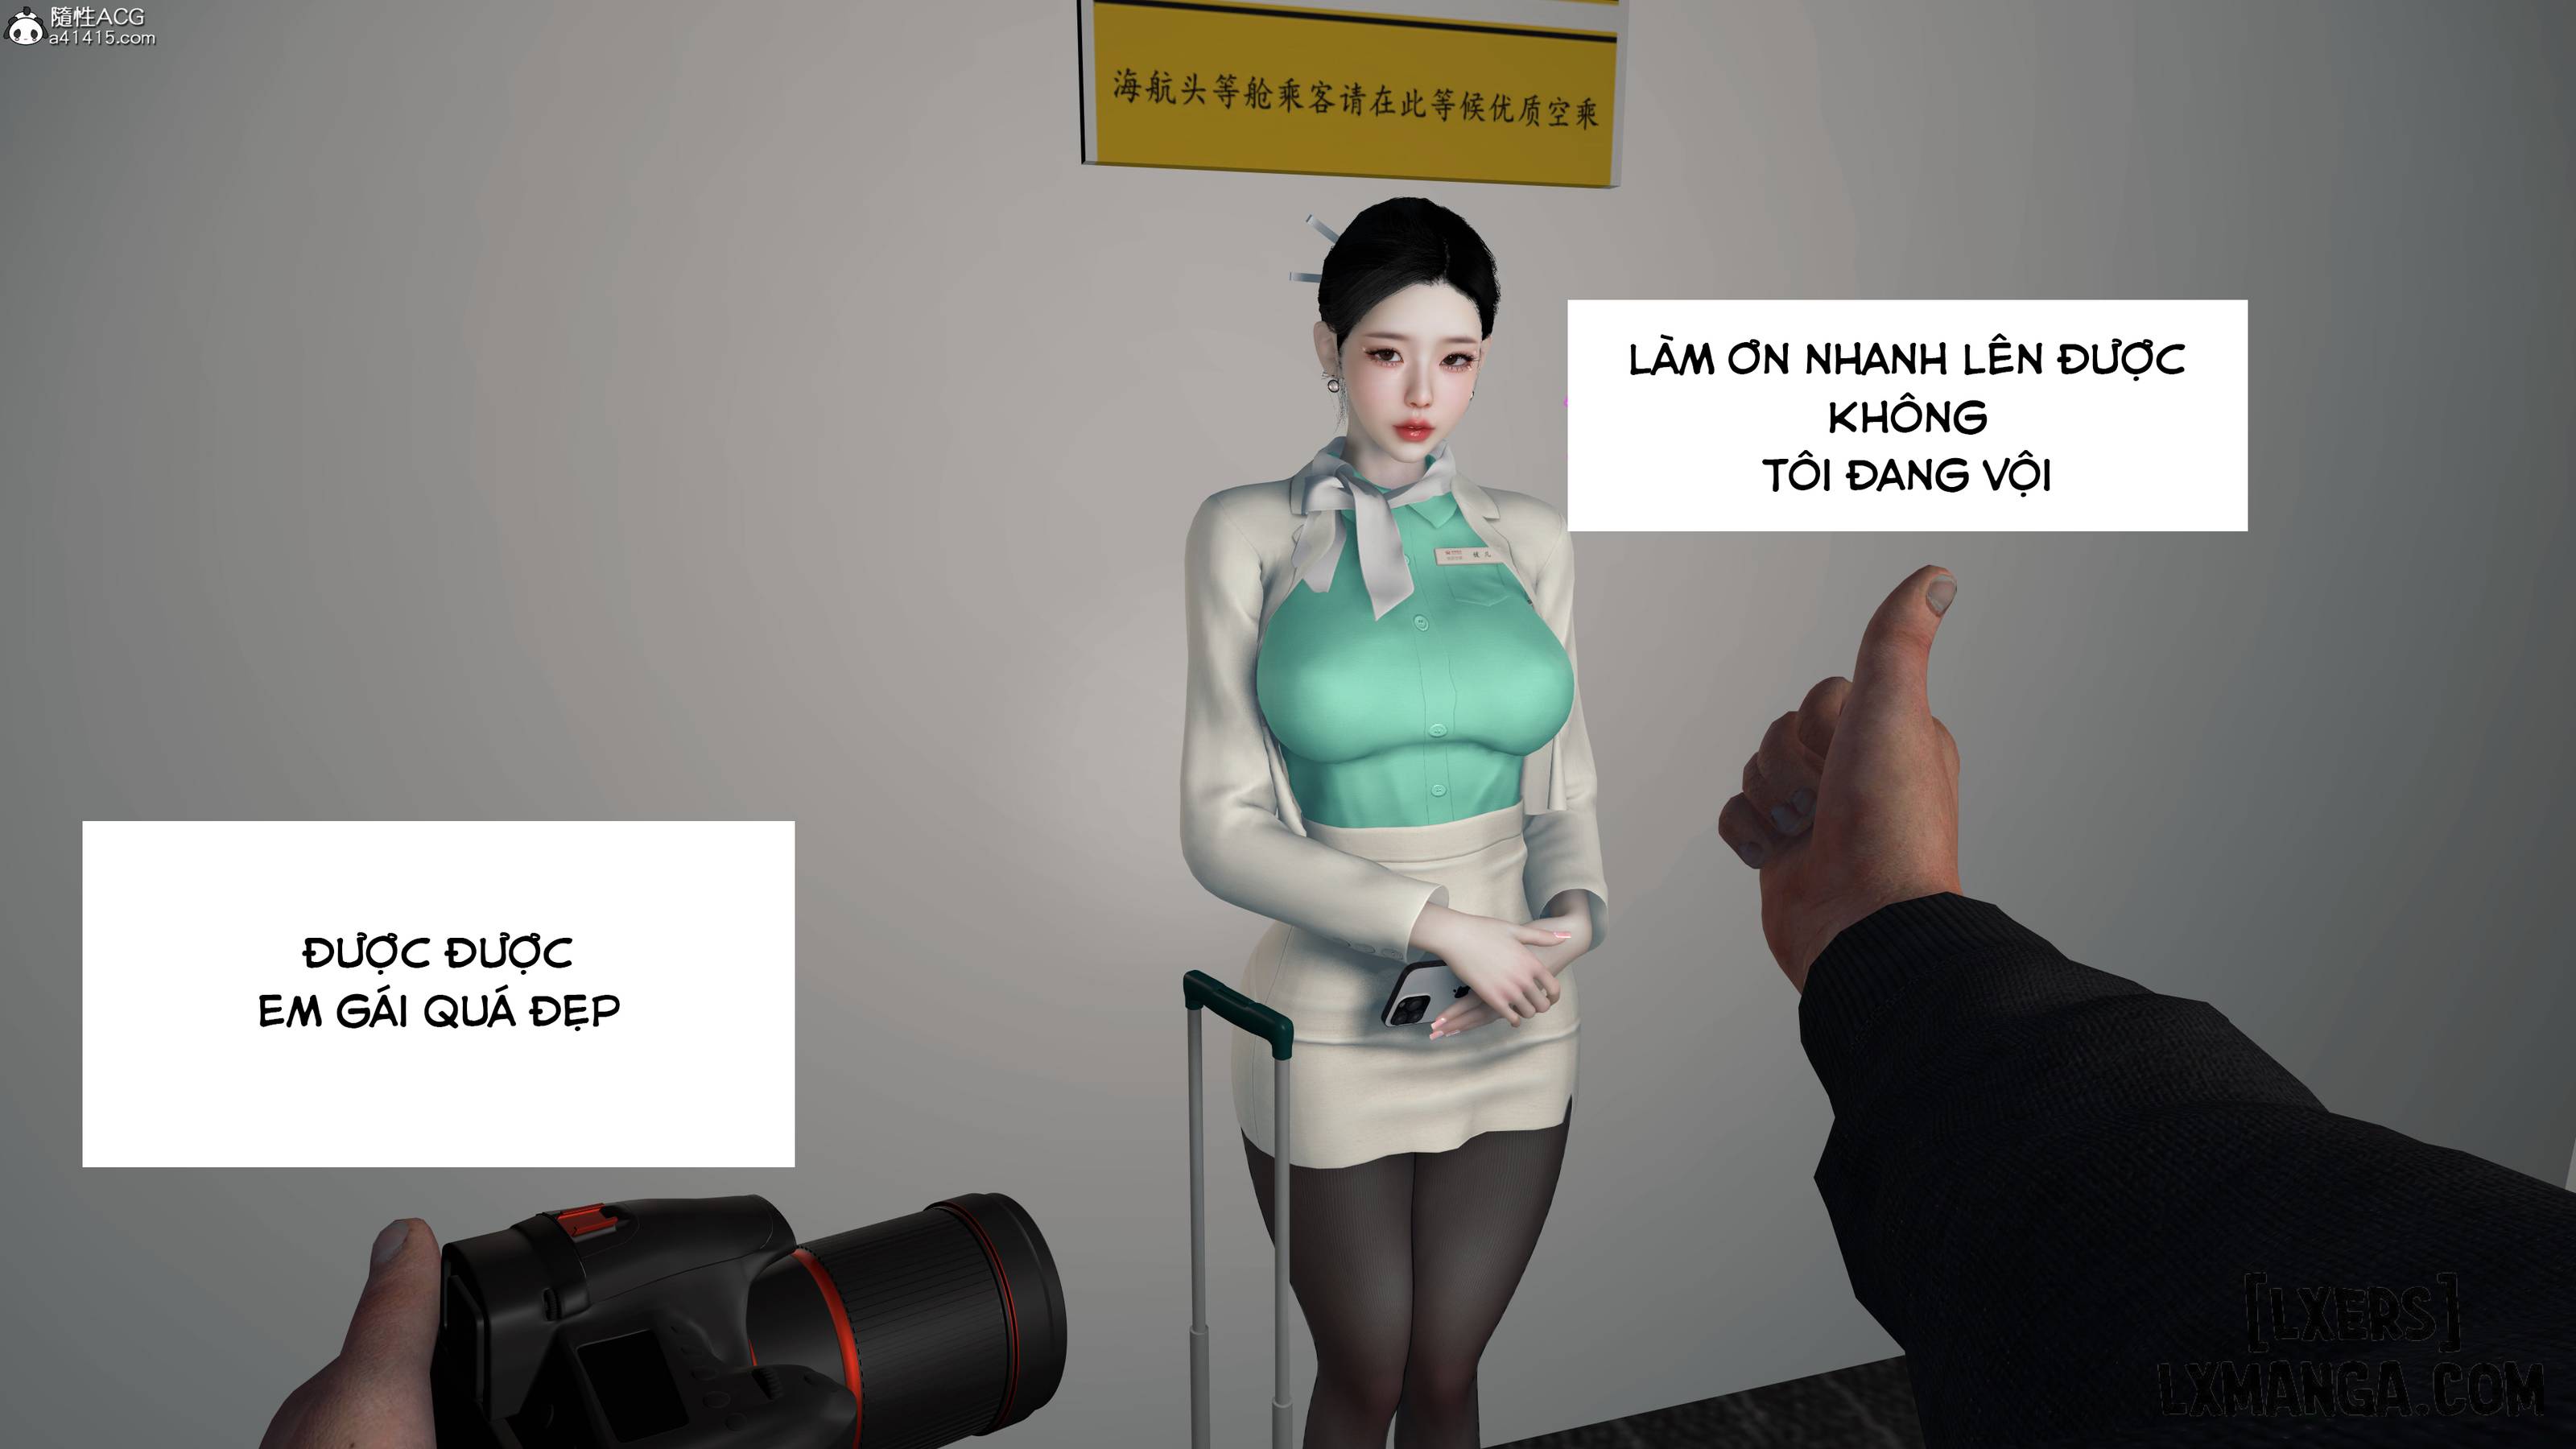 隨性ACG
a41415.com
海航头等舱乘客请在此等候优质空乘
LÀM ƠN NHANH LÊN ĐƯỢC
KHÔNG
TÔI ĐANG VỘI
ĐƯỢC ĐƯỢC
EM GÁI QUÁ ĐẸP
[LXERS]
LXMANGA.COM